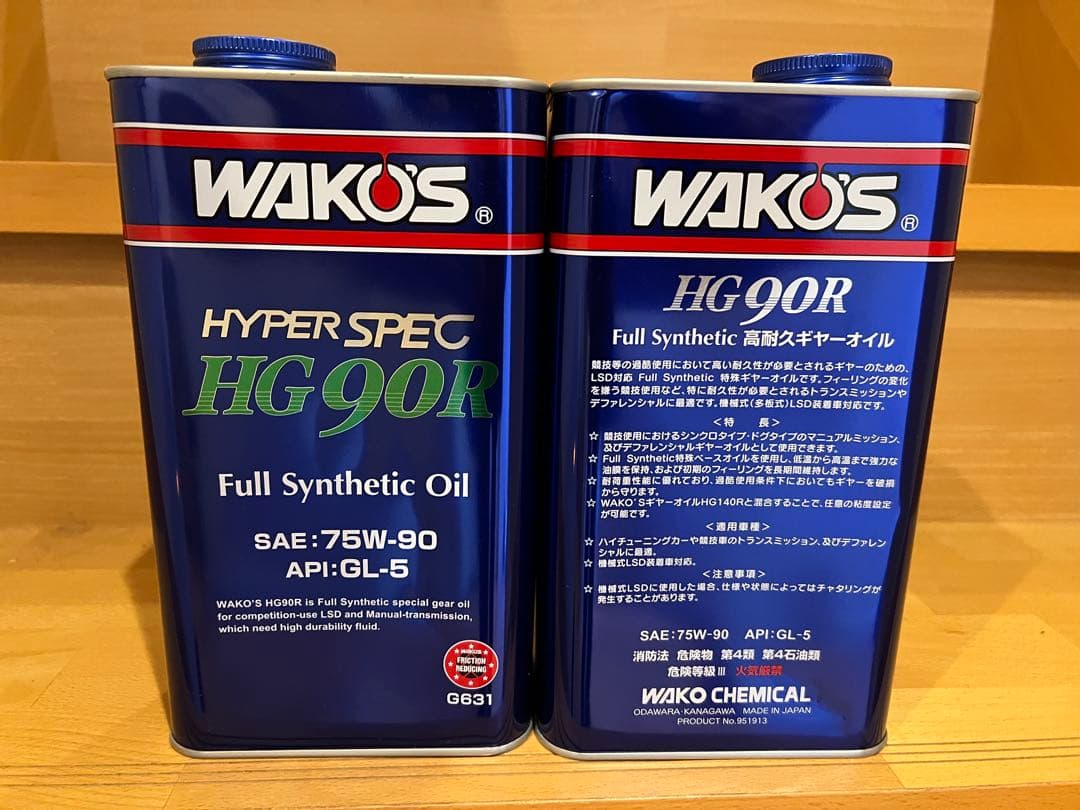 WAKO'S ®
HYPER SPEC
HG90R
Full Synthetic Oil
SAE:75W-90
API:GL-5
WAKO'S HG90R is Full Synthetic special gear oil
for competition-use LSD and Manual-transmission,
which need high durability fluid.
WAKO'S
FRICTION
REDUCING
G631
WAKO'S ®
HG90R
Full Synthetic 高耐久ギヤーオイル
競技等の過酷使用において高い耐久性が必要とされるギヤーのための、
LSD対応 Full Synthetic 特殊ギヤーオイルです。フィーリングの変化
を嫌う競技使用など、特に耐久性が必要とされるトランスミッションや
デファレンシャルに最適です。機械式(多板式)LSD装着車対応です。
<特 長>
☆ 競技使用におけるシンクロタイプ・ドグタイプのマニュアルミッション、
及びデファレンシャルギヤーオイルとして使用できます。
☆ Full Synthetic特殊ベースオイルを使用し、低温から高温まで強力な
油膜を保持、および初期のフィーリングを長期間維持します。
☆ 耐荷重性能に優れており、過酷使用条件下においてもギヤーを破損
から守ります。
☆ WAKO'SギヤーオイルHG140Rと混合することで、任意の粘度設定
が可能です。
<適用車種>
☆ ハイチューニングカーや競技車のトランスミッション、及びデファレン
シャルに最適。
☆ 機械式LSD装着車対応。
<注意事項>
☆ 機械式LSDに使用した場合、仕様や状態によってはチャタリングが
発生することがあります。
SAE:75W-90 API:GL-5
消防法 危険物 第4類 第4石油類
危険等級Ⅲ 火気厳禁
WAKO CHEMICAL
ODAWARA・KANAGAWA MADE IN JAPAN
PRODUCT No.951913